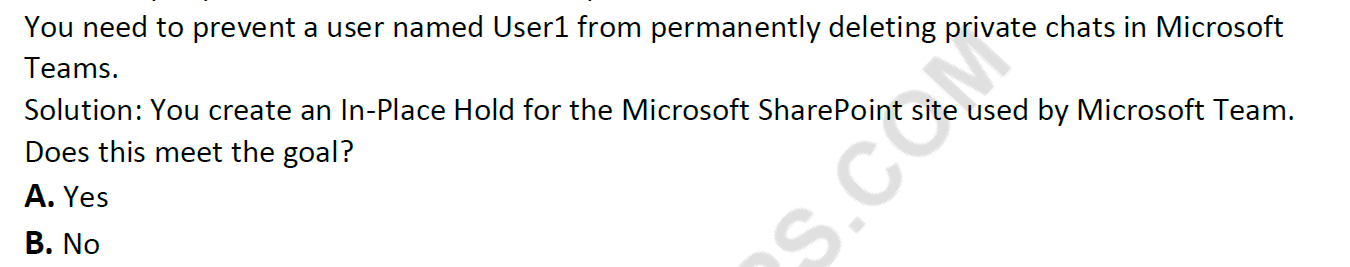 You need to prevent a user named User1 from permanently deleting private chats in Microsoft
Teams.
Solution: You create an In-Place Hold for the Microsoft SharePoint site used by Microsoft Team.
Does this meet the goal?
A. Yes
B. No
S.COM